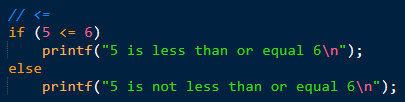 // <=
if (5 <= 6)
printf("5 is less than or equal 6\n");
else
printf("5 is not less than or equal 6\n");